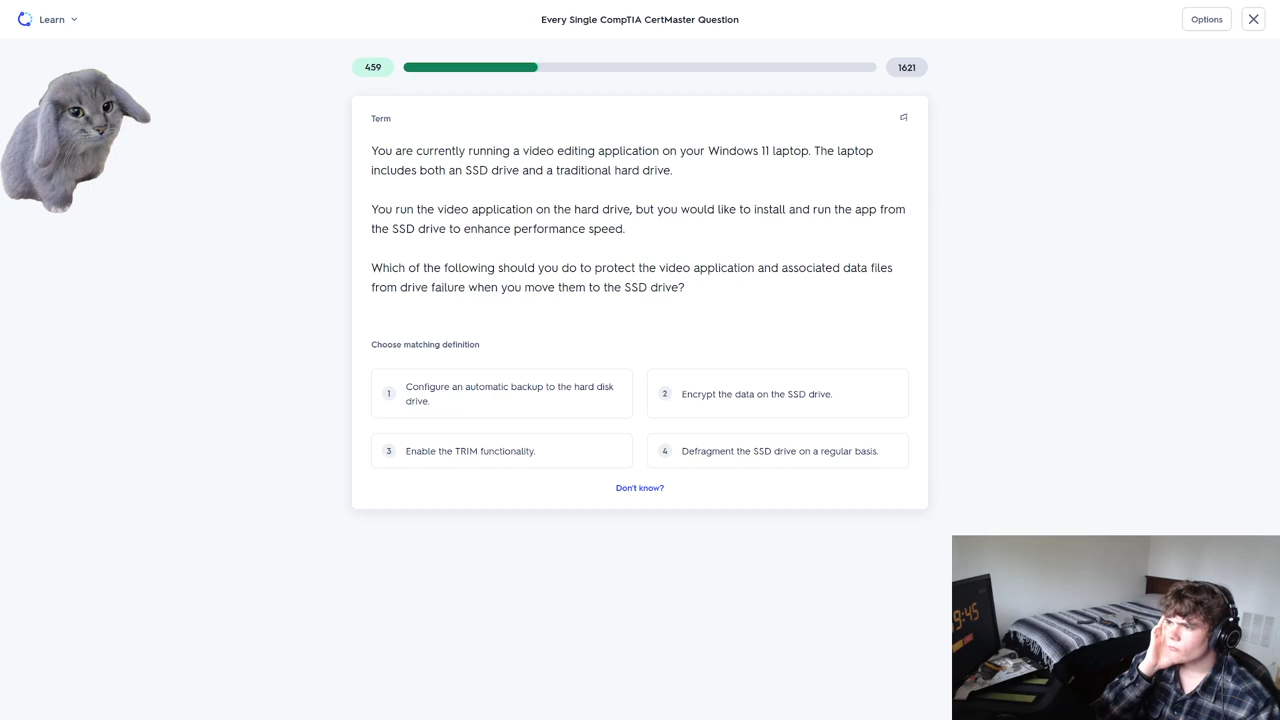 Learn
Every Single CompTIA CertMaster Question
Options
459
1621
Term
You are currently running a video editing application on your Windows 11 laptop. The laptop
includes both an SSD drive and a traditional hard drive.
You run the video application on the hard drive, but you would like to install and run the app from
the SSD drive to enhance performance speed.
Which of the following should you do to protect the video application and associated data files
from drive failure when you move them to the SSD drive?
Choose matching definition
1
Configure an automatic backup to the hard disk
drive.
2
Encrypt the data on the SSD drive.
3
Enable the TRIM functionality.
4
Defragment the SSD drive on a regular basis.
Don't know?
9:45